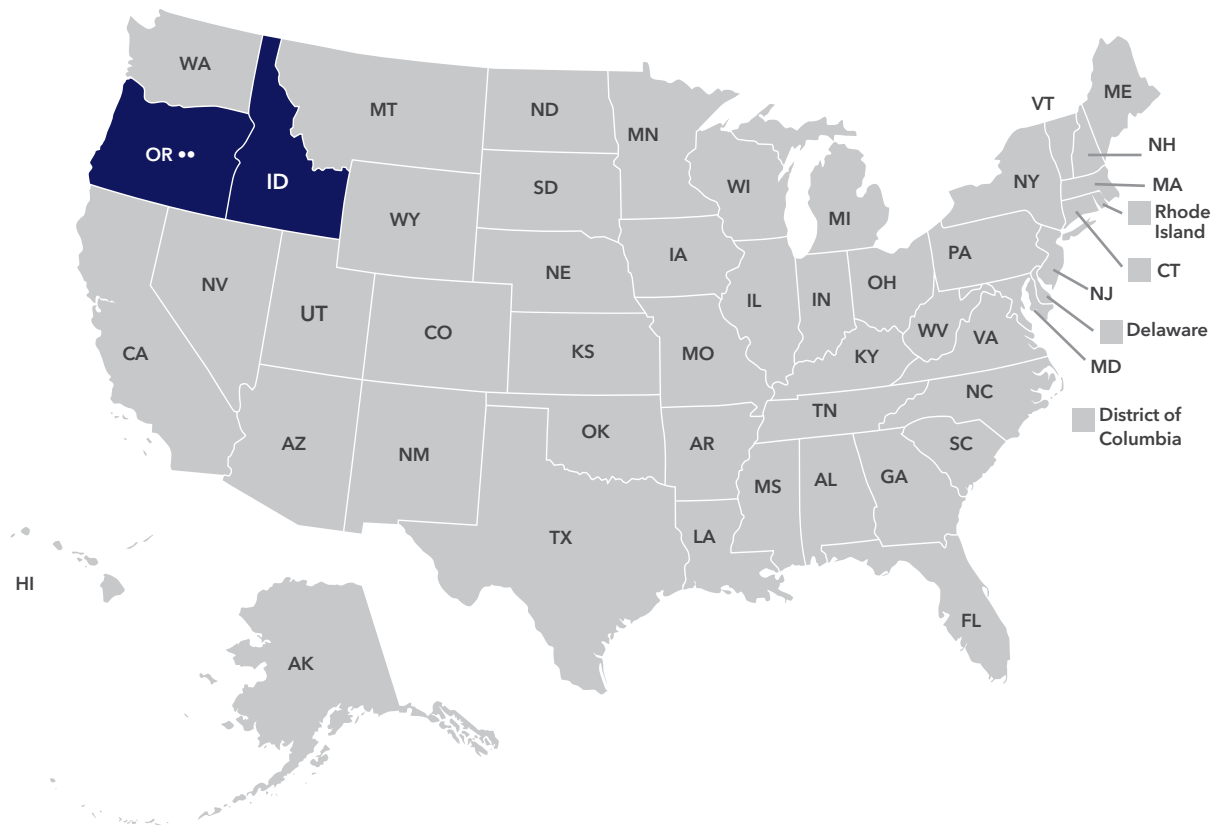 WA
MT
ND
MN
VT
ME
OR ••
ID
SD
WI
NH
NY
MA
WY
MI
Rhode
Island
IA
PA
CT
NV
NE
OH
NJ
UT
IL
IN
CO
WV
VA
Delaware
CA
KS
MO
KY
MD
NC
TN
District of
Columbia
AZ
NM
OK
AR
SC
MS
AL
GA
TX
LA
HI
FL
AK